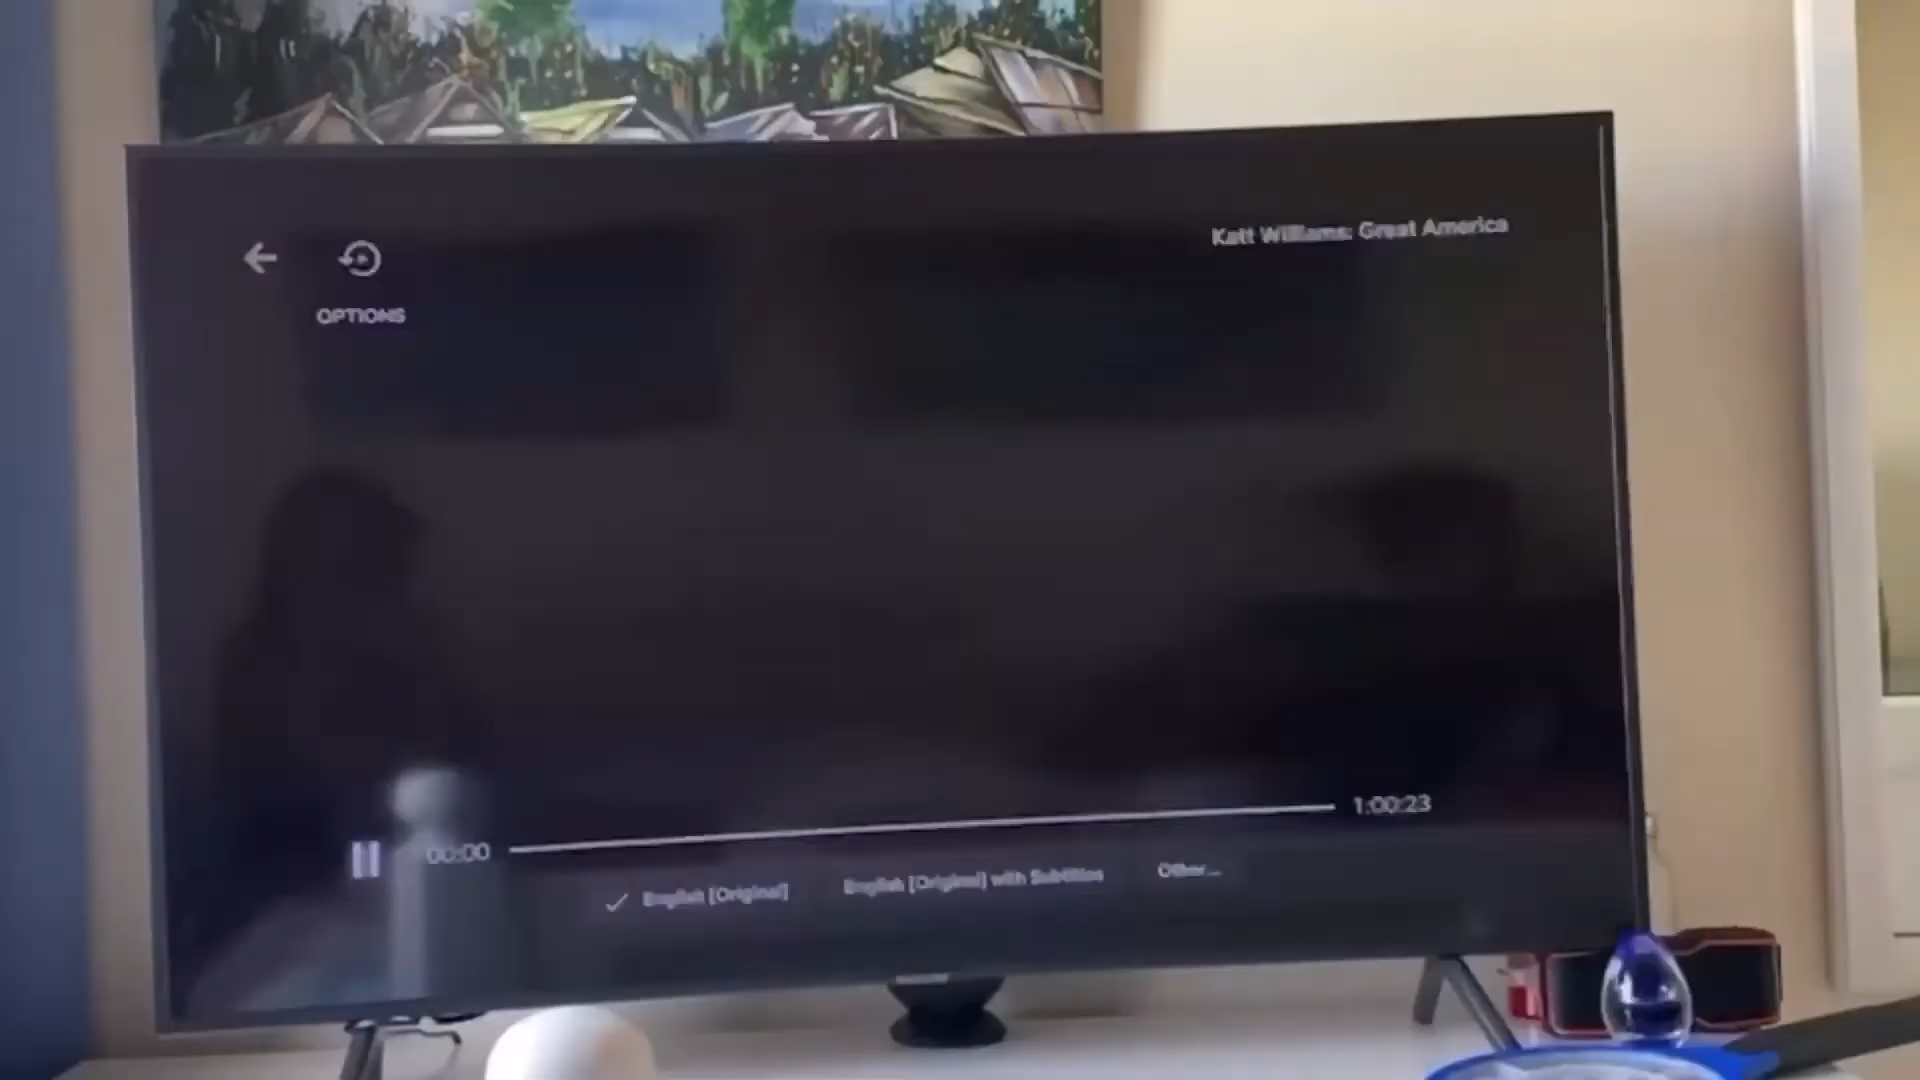 Katt Williams: Great America
OPTIONS
00:00
1:00:23
English [Original]
English [Original] with Subtitles
Other...